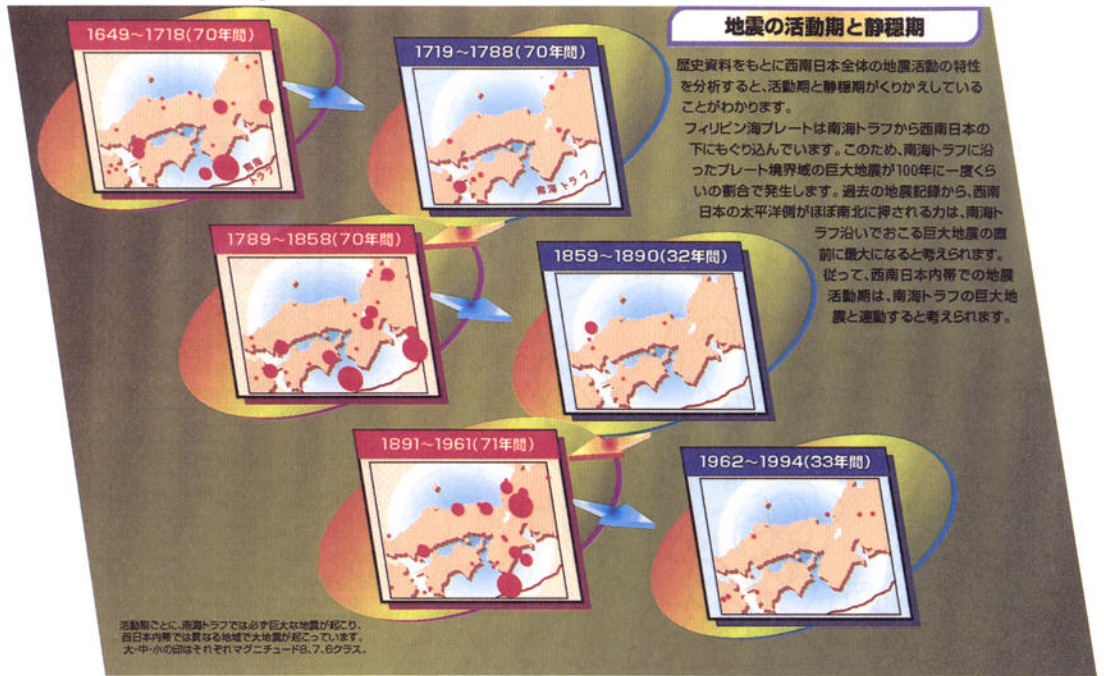 地震の活動期と静穏期
歴史資料をもとに西南日本全体の地震活動の特性
を分析すると、活動期と静穏期がくりかえしている
ことがわかります。
フィリピン海プレートは南海トラフから西南日本の
下にもぐり込んでいます。このため、南海トラフに沿
ったプレート境界域の巨大地震が100年に一度くら
いの割合で発生します。過去の地震記録から、西南
日本の太平洋側がほぼ南北に押される力は、南海ト
ラフ沿いでおこる巨大地震の直
前に最大になると考えられます。
従って、西南日本内帯での地震
活動期は、南海トラフの巨大地
震と連動すると考えられます。
1649〜1718(70年間)
南海
トラフ
1719〜1788(70年間)
南海トラフ
1789〜1858(70年間)
1859〜1890(32年間)
1891〜1961(71年間)
1962〜1994(33年間)
活動期ごとに、南海トラフでは必ず巨大な地震が起こり、
西日本内帯では異なる地域で大地震が起こっています。
大・中・小の印はそれぞれマグニチュード8、7、6クラス。